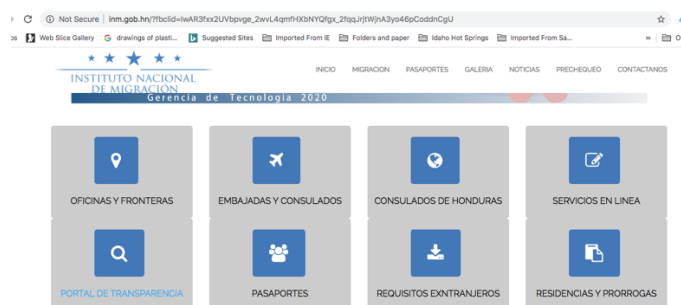 Not Secure | inm.gob.hn/?fbclid=IwAR3fxx2UVbpvge_2wvL4qmfHXbNYQfgx_2fqqJrjtWjnA3yo46pCoddnCgU
os Web Slice Gallery drawings of plasti... Suggested Sites Imported From IE Folders and paper Idaho Hot Springs Imported From Sa... » O
INSTITUTO NACIONAL
DE MIGRACIÓN
INICIO MIGRACION PASAPORTES GALERIA NOTICIAS PRECHEQUEO CONTACTANOS
Gerencia de Tecnologia 2020
OFICINAS Y FRONTERAS EMBAJADAS Y CONSULADOS CONSULADOS DE HONDURAS SERVICIOS EN LINEA
PORTAL DE TRANSPARENCIA PASAPORTES REQUISITOS EXNTRANJEROS RESIDENCIAS Y PRORROGAS